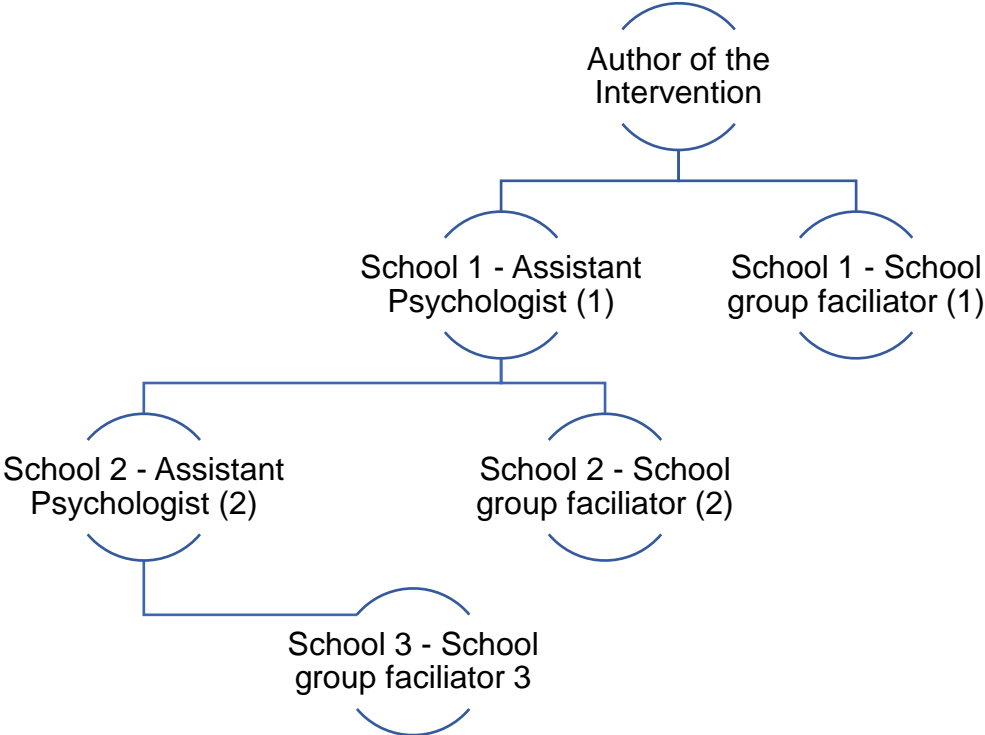 Author of the
Intervention
School 1 - Assistant
Psychologist (1)
School 1 - School
group faciliator (1)
School 2 - Assistant
Psychologist (2)
School 2 - School
group faciliator (2)
School 3 - School
group faciliator 3